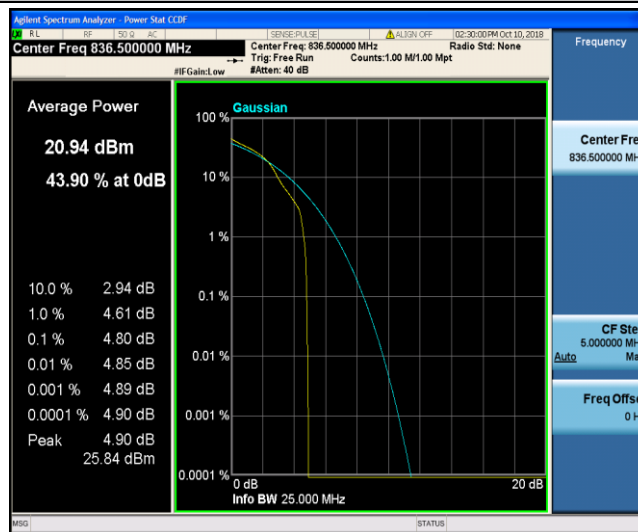 Agilent Spectrum Analyzer - Power Stat CCDF
RL RF 50 Ω AC SENSE:PULSE ALIGN OFF 02:30:00PM Oct 10, 2018
Center Freq 836.500000 MHz
Center Freq: 836.500000 MHz Radio Std: None
Trig: Free Run Counts:1.00 M/1.00 Mpt
#IFGain:Low #Atten: 40 dB
Frequency
Average Power
20.94 dBm
43.90 % at 0dB
10.0 % 2.94 dB
1.0 % 4.61 dB
0.1 % 4.80 dB
0.01 % 4.85 dB
0.001 % 4.89 dB
0.0001 % 4.90 dB
Peak 4.90 dB
25.84 dBm
Gaussian
100 %
10 %
1 %
0.1 %
0.01 %
0.001 %
0.0001 %
0 dB 20 dB
Info BW 25.000 MHz
Center Fre
836.500000 MH
CF Ste
5.000000 MH
Auto Ma
Freq Offse
0 H
MSG STATUS